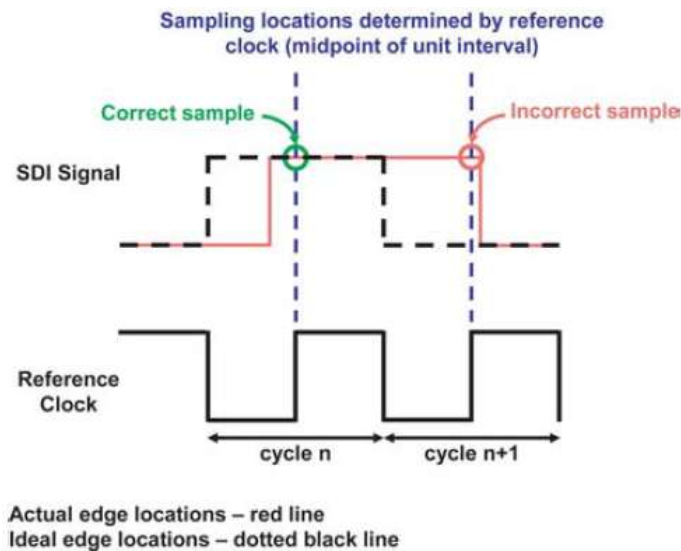 Sampling locations determined by reference
clock (midpoint of unit interval)
Correct sample
Incorrect sample
SDI Signal
Reference
Clock
cycle n
cycle n+1
Actual edge locations – red line
Ideal edge locations – dotted black line